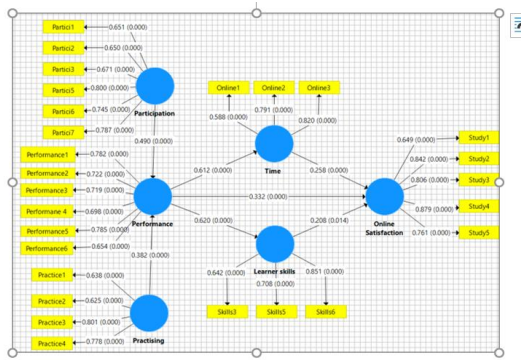 Partici1
0.651 (0.000)
Partici2
0.650 (0.000)
Partici3
0.671 (0.000)
Partici5
0.800 (0.000)
Partici6
0.745 (0.000)
Partici7
0.787 (0.000)
Participation
0.490 (0.000)
Online1
Online2
Online3
0.588 (0.000)
0.791 (0.000)
0.820 (0.000)
Time
0.612 (0.000)
0.258 (0.000)
Performance1
0.782 (0.000)
Performance2
0.722 (0.000)
Performance3
0.719 (0.000)
Performane 4
0.698 (0.000)
Performance5
0.785 (0.000)
Performance6
0.654 (0.000)
Performance
0.332 (0.000)
0.620 (0.000)
0.208 (0.014)
0.382 (0.000)
0.649 (0.000)
Study1
0.842 (0.000)
Study2
0.806 (0.000)
Study3
0.879 (0.000)
Study4
0.761 (0.000)
Study5
Online
Satisfaction
Learner skills
0.642 (0.000)
0.708 (0.000)
0.851 (0.000)
Skills3
Skills5
Skills6
Practice1
0.638 (0.000)
Practice2
0.625 (0.000)
Practice3
0.801 (0.000)
Practice4
0.778 (0.000)
Practising